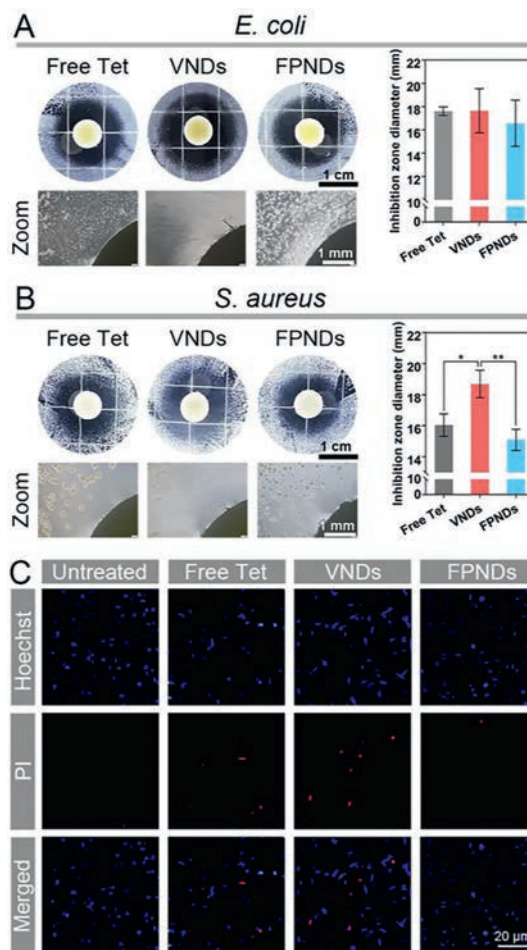 A
E. coli
Free Tet VNDs FPNDs
1 cm
Zoom
1 mm
Inhibition zone diameter (mm)
22
20
18
16
14
12
10
0
Free Tet VNDs FPNDs
B
S. aureus
Free Tet VNDs FPNDs
1 cm
Zoom
1 mm
Inhibition zone diameter (mm)
22
20
18
16
14
10
0
* **
Free Tet VNDs FPNDs
C
Untreated Free Tet VNDs FPNDs
Hoechst
PI
Merged
20 µm